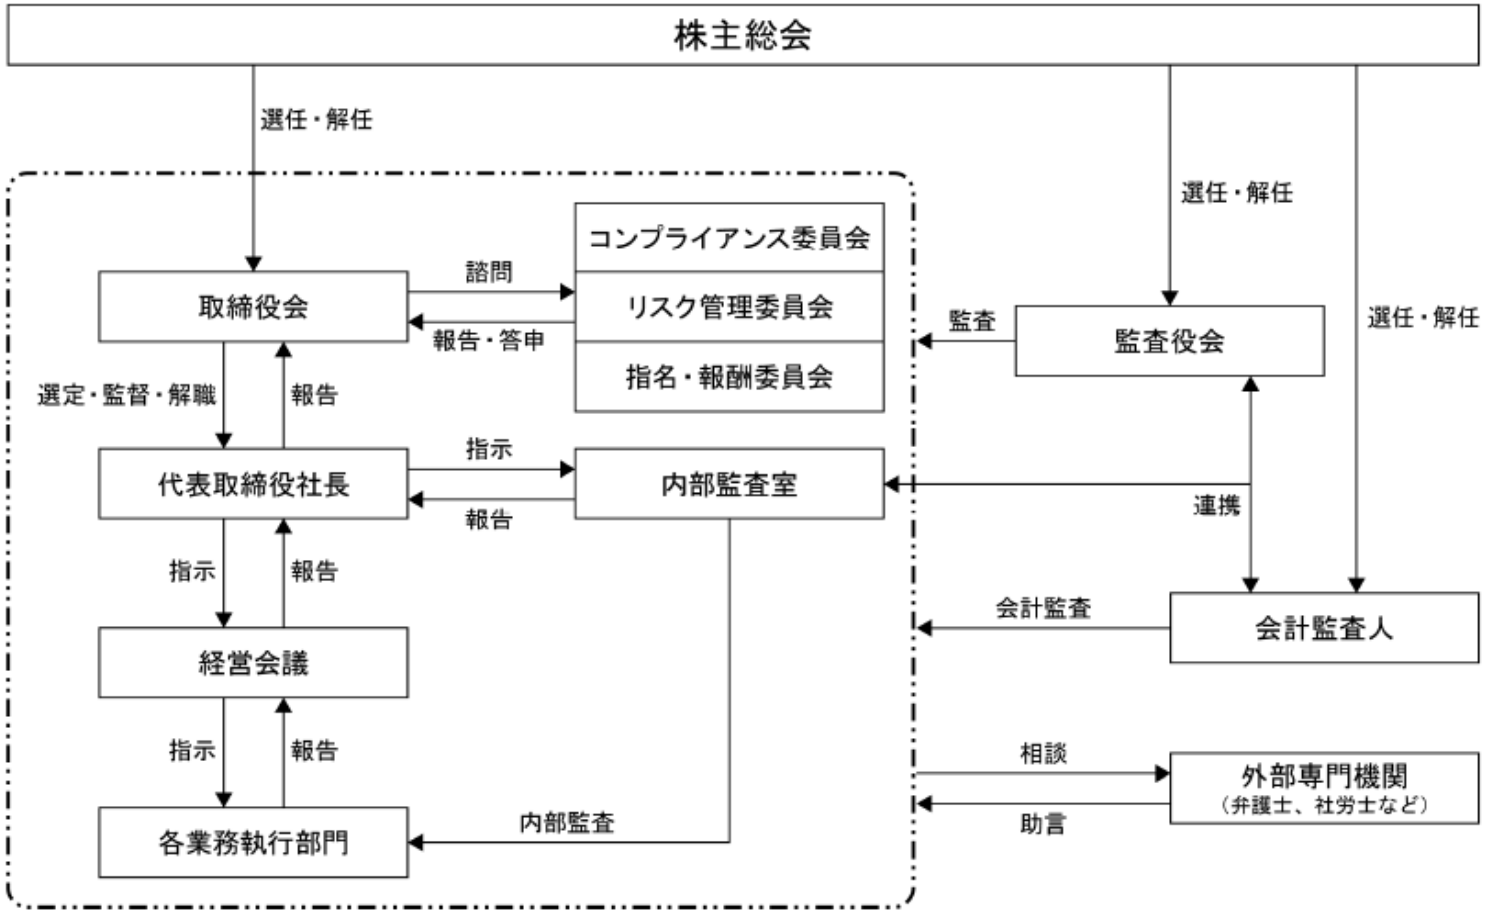 株主総会
選任・解任
選任・解任
選任・解任
コンプライアンス委員会
取締役会
諮問
リスク管理委員会
報告・答申
監査
監査役会
指名・報酬委員会
選定・監督・解職
報告
代表取締役社長
指示
内部監査室
報告
連携
指示
報告
会計監査
会計監査人
経営会議
指示
報告
相談
外部専門機関
（弁護士、社労士など）
助言
内部監査
各業務執行部門